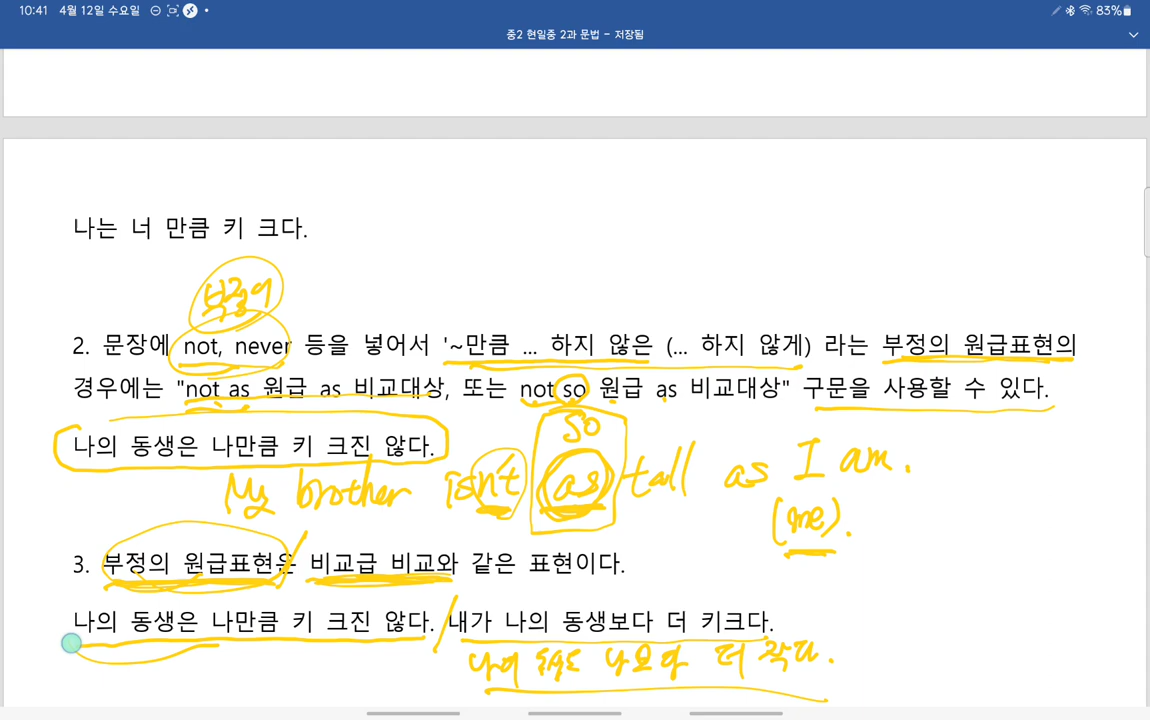 10:41 4월 12일 수요일
83%
중2 현일중 2과 문법 – 저장됨
나는 너 만큼 키 크다.
부정어
2. 문장에 not, never 등을 넣어서 '~만큼 ... 하지 않은 (... 하지 않게) 라는 부정의 원급표현의
경우에는 "not as 원급 as 비교대상, 또는 not so 원급 as 비교대상" 구문을 사용할 수 있다.
so
나의 동생은 나만큼 키 크진 않다.
My brother isn't as tall as I am.
(me).
3. 부정의 원급표현은 비교급 비교와 같은 표현이다.
나의 동생은 나만큼 키 크진 않다. 내가 나의 동생보다 더 키크다.
나의 나보다 더 작다.